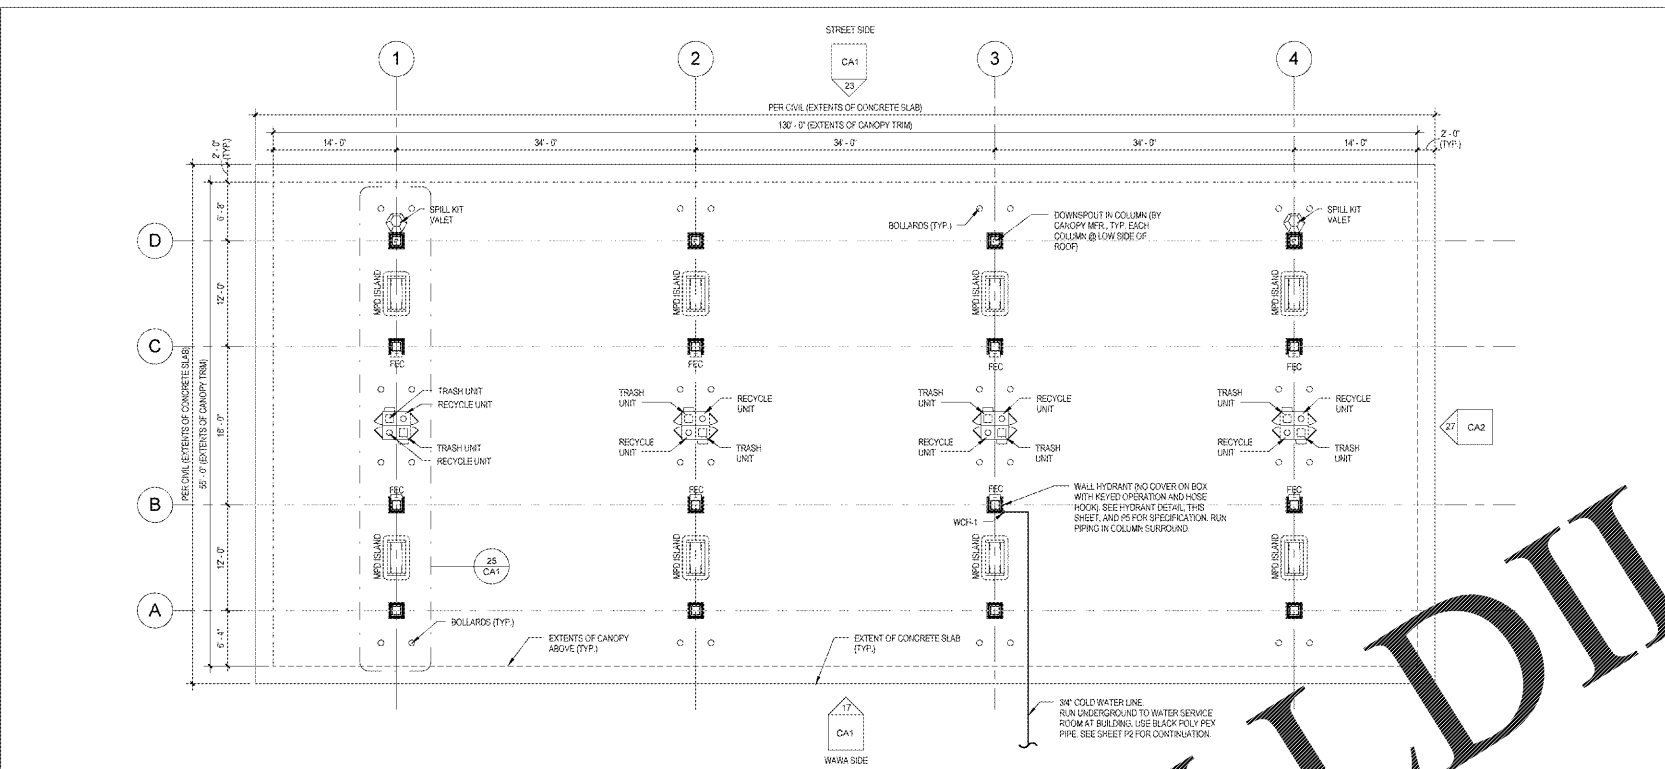 STREET SIDE
1
2
3
4
CA1
23
PER CIVIL (EXTENTS OF CONCRETE SLAB)
130' - 0" (EXTENTS OF CANOPY TRIM)
14' - 0"
34' - 0"
34' - 0"
34' - 0"
14' - 0"
2' - 0"
(TYP.)
2' - 0"
(TYP.)
PER CIVIL (EXTENTS OF CONCRETE SLAB)
(EXTENTS OF CANOPY TRIM)
12' - 0"
12' - 0"
6' - 4"
SPILL KIT
VALET
BOLLARDS (TYP.)
DOWNSPOUT IN COLUMN (BY
CANOPY MFR., TYP. EACH
COLUMN @ LOW SIDE OF
ROOF)
SPILL KIT
VALET
D
MPD ISLAND
MPD ISLAND
MPD ISLAND
MPD ISLAND
C
FEC
FEC
FEC
FEC
TRASH UNIT
RECYCLE UNIT
TRASH UNIT
RECYCLE UNIT
TRASH
UNIT
RECYCLE
UNIT
RECYCLE
UNIT
TRASH
UNIT
TRASH
UNIT
RECYCLE
UNIT
RECYCLE
UNIT
TRASH
UNIT
TRASH
UNIT
RECYCLE
UNIT
RECYCLE
UNIT
TRASH
UNIT
27
CA2
B
FEC
FEC
FEC
FEC
WALL HYDRANT (NO COVER ON BOX
WITH KEYED OPERATION AND HOSE
HOOK). SEE HYDRANT DETAIL, THIS
SHEET, AND P5 FOR SPECIFICATION. RUN
PIPING IN COLUMN SURROUND.
MPD ISLAND
MPD ISLAND
MPD ISLAND
MPD ISLAND
25
CA1
A
BOLLARDS (TYP.)
EXTENTS OF CANOPY
ABOVE (TYP.)
EXTENT OF CONCRETE SLAB
(TYP.)
3/4" COLD WATER LINE.
RUN UNDERGROUND TO WATER SERVICE
ROOM AT BUILDING. USE BLACK POLY PEX
PIPE. SEE SHEET P2 FOR CONTINUATION.
17
CA1
WAWA SIDE